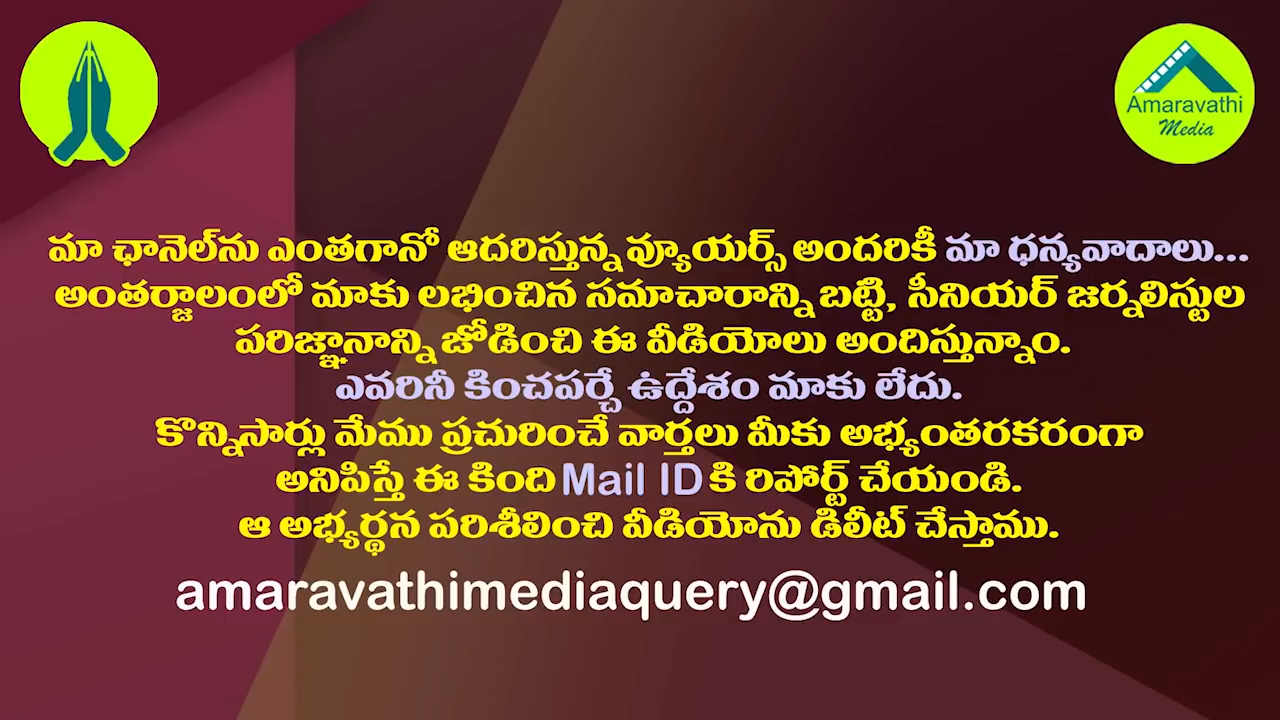 Amaravathi
Media
మా ఛానెల్‌ను ఎంతగానో ఆదరిస్తున్న వ్యూయర్స్ అందరికీ మా ధన్యవాదాలు...
అంతర్జాలంలో మాకు లభించిన సమాచారాన్ని బట్టి, సీనియర్ జర్నలిస్టుల
పరిజ్ఞానాన్ని జోడించి ఈ వీడియోలు అందిస్తున్నాం.
ఎవరినీ కించపర్చే ఉద్దేశం మాకు లేదు.
కొన్నిసార్లు మేము ప్రచురించే వార్తలు మీకు అభ్యంతరకరంగా
అనిపిస్తే ఈ కింది Mail ID కి రిపోర్ట్ చేయండి.
ఆ అభ్యర్థన పరిశీలించి వీడియోను డిలీట్ చేస్తాము.
amaravathimediaquery@gmail.com